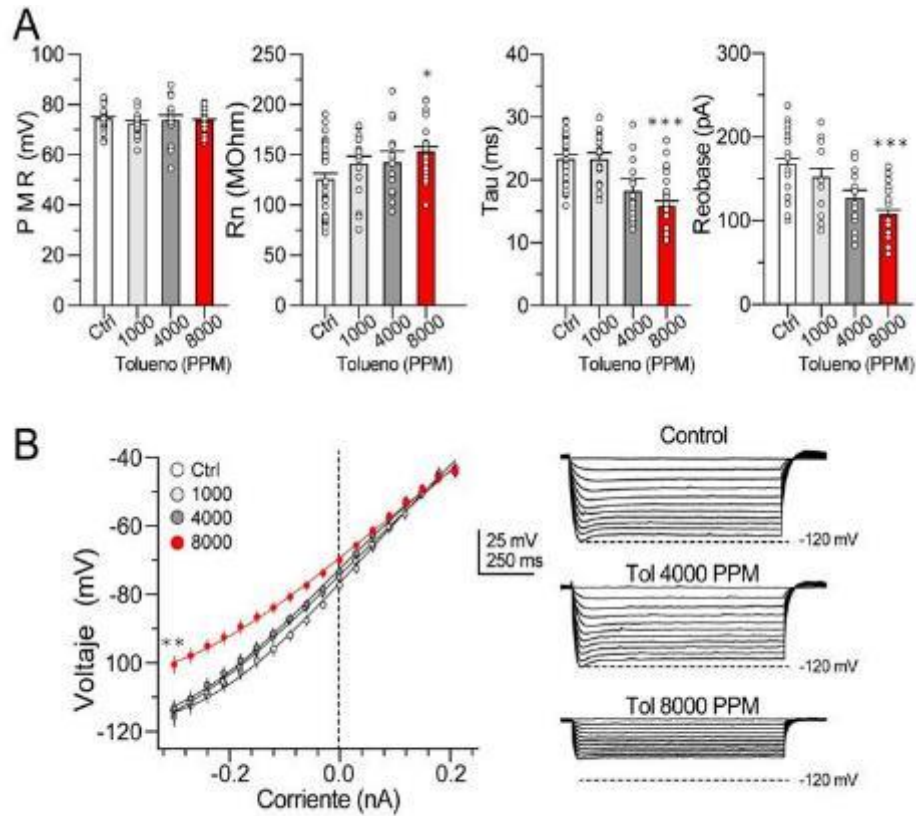 A
P M R (mV)
100
80
60
40
20
0
Ctrl
1000
4000
8000
Tolueno (PPM)
Rn (MOhm)
250
200
150
100
50
0
*
Ctrl
1000
4000
8000
Tolueno (PPM)
Tau (ms)
40
30
20
10
0
***
Ctrl
1000
4000
8000
Tolueno (PPM)
Reobase (pA)
300
200
100
0
***
Ctrl
1000
4000
8000
Tolueno (PPM)
B
Voltaje (mV)
-40
-60
-80
100
-120
Ctrl
1000
4000
8000
**
-0.2
0.0
0.2
Corriente (nA)
25 mV
250 ms
Control
-120 mV
Tol 4000 PPM
-120 mV
Tol 8000 PPM
-120 mV